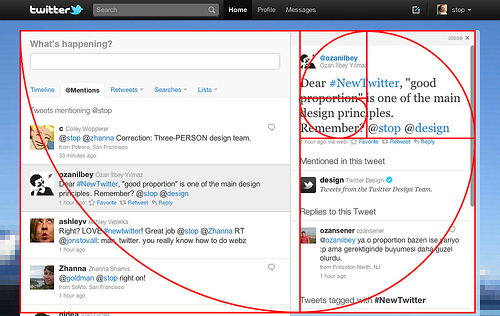 twitter Search Home Profile Messages stop
What's happening?
Timeline @Mentions Retweets Searches Lists
Tweets mentioning @stop
c Coley Wopperer
@stop @zhanna Correction: Three-PERSON design team.
from Potrero, San Francisco
33 minutes ago
ozanilbey Ozan Ilbey Yilmaz
Dear #NewTwitter, "good proportion" is one of the main design
principles. Remember? @stop @design
1 hour ago Favorite Retweet Reply
ashleyv Ashley Veselka
Right? LOVE #newtwitter! Great job @stop @Zhanna RT
@jonstovall: man, twitter. you really know how to do webz
1 hour ago
Zhanna Zhanna Shamis
@goldman @stop right on!
from SoMa, San Francisco
1 hour ago
close ×
@ozanilbey
Ozan Ilbey Yılmaz
Dear #NewTwitter, "good
proportion" is one of the main
design principles.
Remember? @stop @design
1 hour ago via web Favorite Retweet Reply
Mentioned in this tweet
design Twitter Design
Tweets from the Twitter Design Team.
Replies to this Tweet
ozansener ozansener
@ozanilbey ya o proportion bazen ise yariyo
:p ama gerektiginde buyumesi daha guzel
olurdu.
from Princeton North, NJ
1 hour ago
Tweets tagged with #NewTwitter